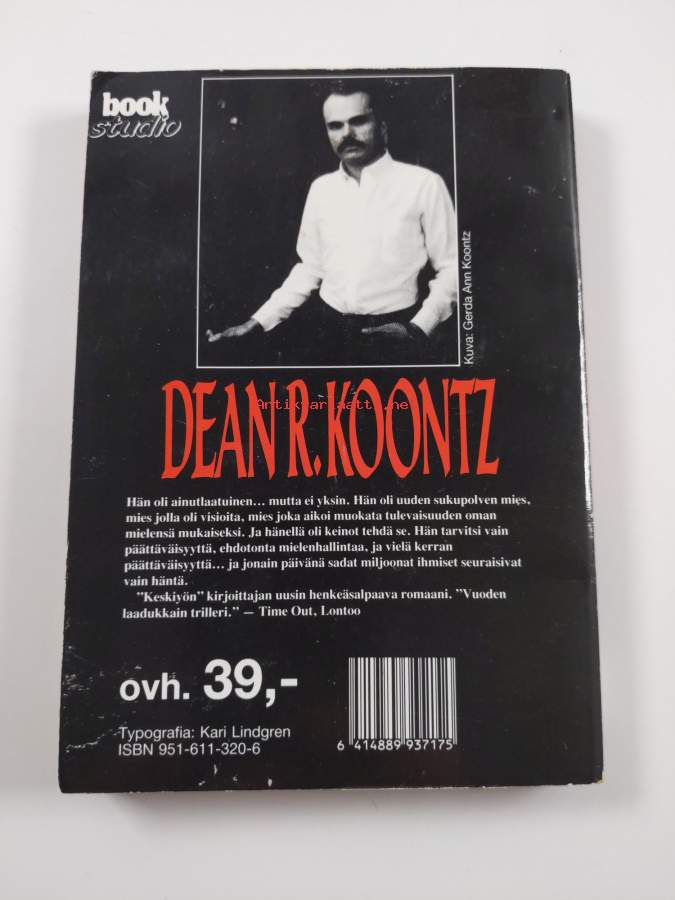 book
studio
Kuva: Gerda Ann Koontz
DEAN R. KOONTZ
Antikvariaatti.net
Hän oli ainutlaatuinen... mutta ei yksin. Hän oli uuden sukupolven mies,
mies jolla oli visioita, mies joka aikoi muokata tulevaisuuden oman
mielensä mukaiseksi. Ja hänellä oli keinot tehdä se. Hän tarvitsi vain
päättäväisyyttä, ehdotonta mielenhallintaa, ja vielä kerran
päättäväisyyttä... ja jonain päivänä sadat miljoonat ihmiset seuraisivat
vain häntä.
”Keskiyön” kirjoittajan uusin henkeäsalpaava romaani. ”Vuoden
laadukkain trilleri.” — Time Out, Lontoo
ovh. 39,-
Typografia: Kari Lindgren
ISBN 951-611-320-6
6 414889 937175